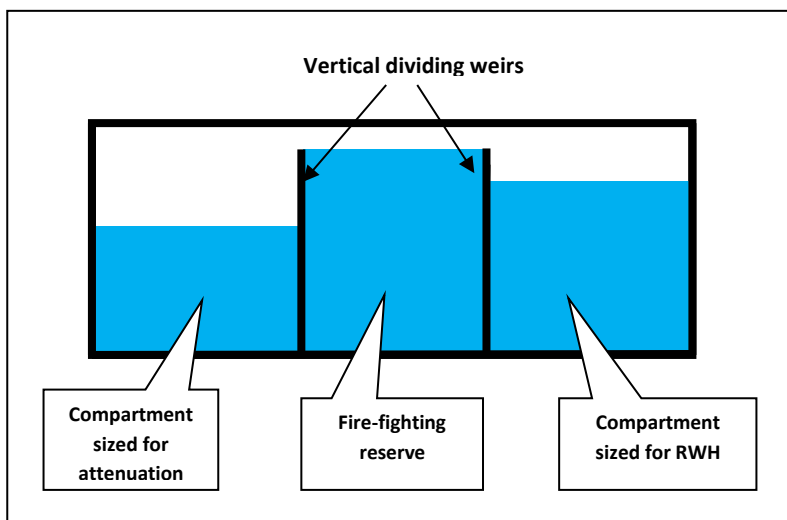 Vertical dividing weirs
Compartment
sized for
attenuation
Fire-fighting
reserve
Compartment
sized for RWH